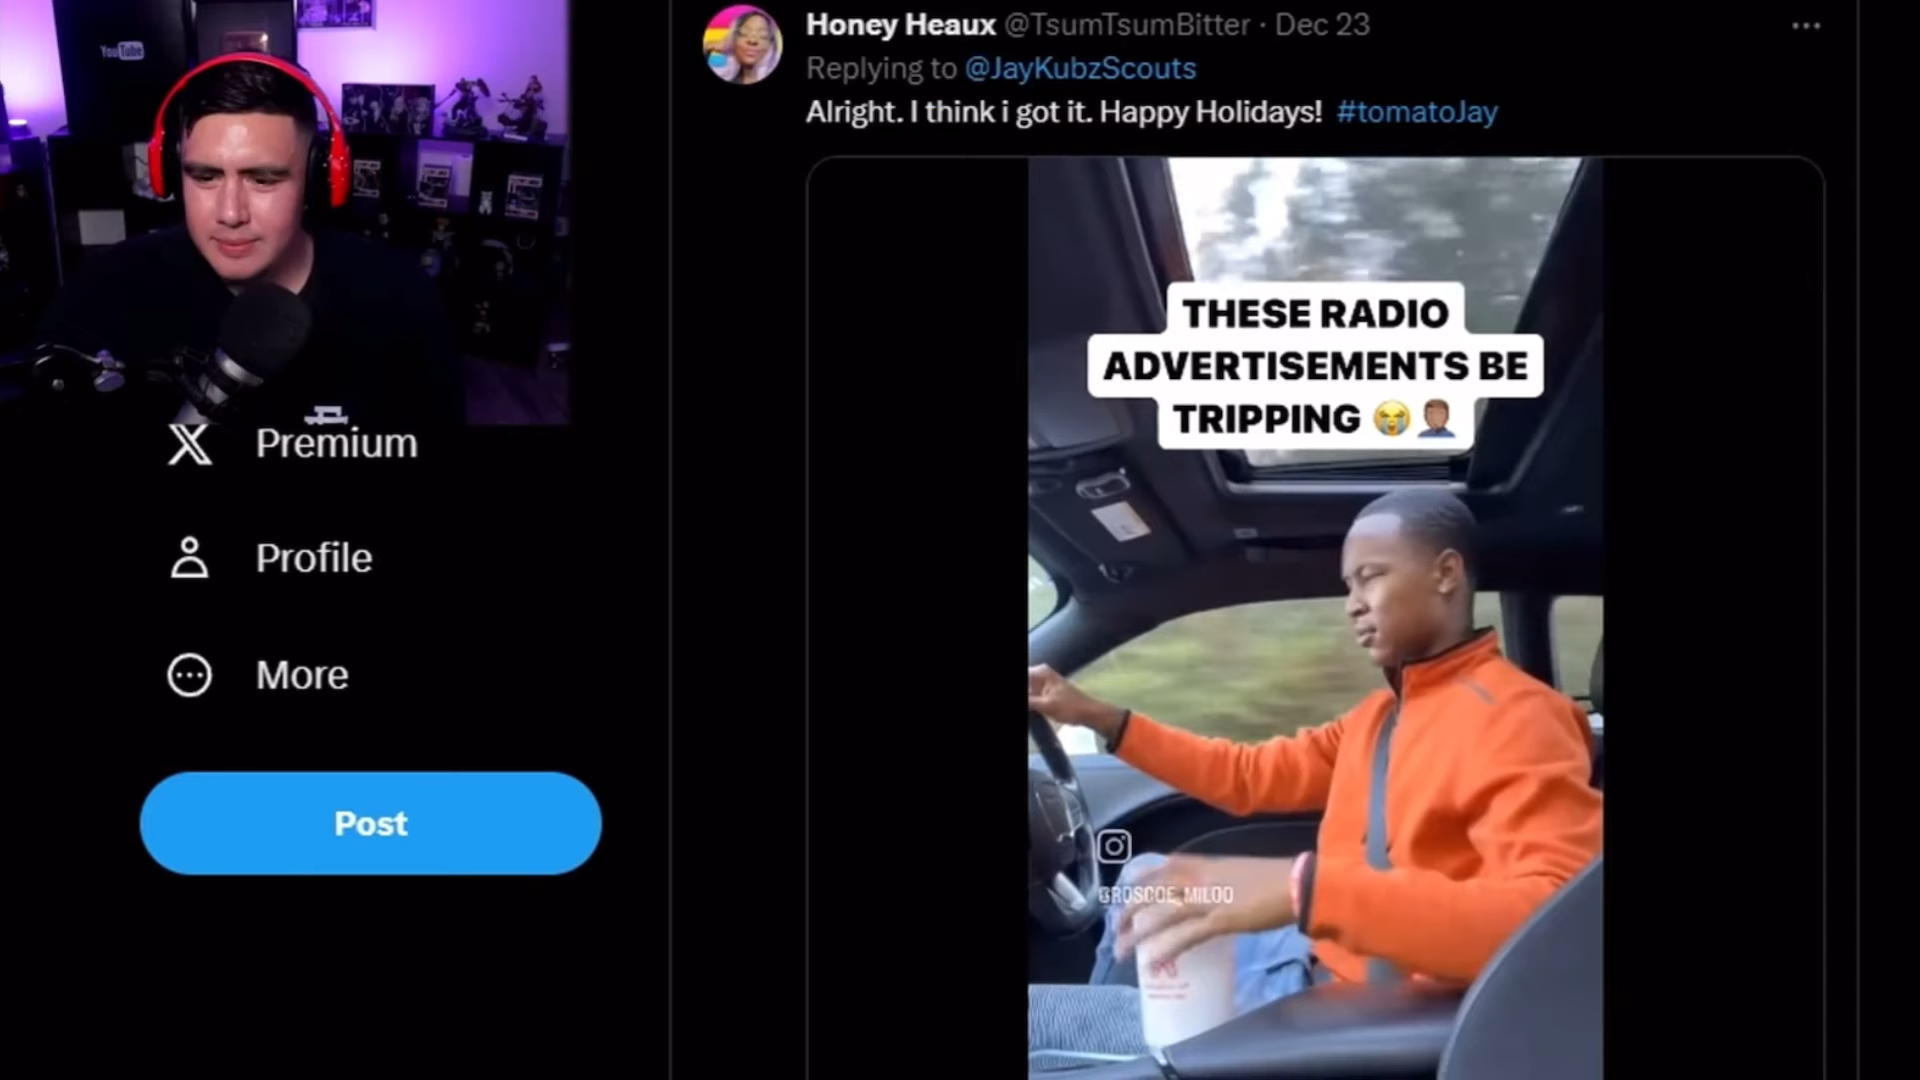 YouTube
Honey Heaux @TsumTsumBitter · Dec 23
Replying to @JayKubzScouts
Alright. I think i got it. Happy Holidays! #tomatoJay
THESE RADIO
ADVERTISEMENTS BE
TRIPPING 😭🤦🏾‍♂️
@ROSCOE_MILOO
Premium
Profile
More
Post